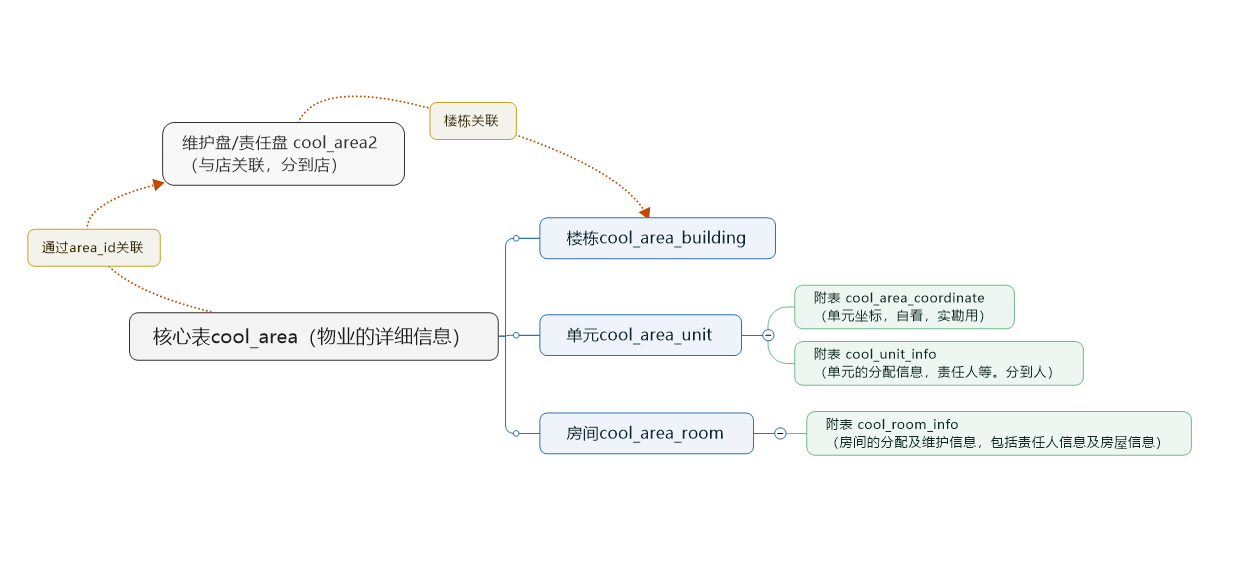 楼栋关联
维护盘/责任盘 cool_area2
（与店关联，分到店）
通过area_id关联
核心表cool_area（物业的详细信息）
楼栋cool_area_building
单元cool_area_unit
附表 cool_area_coordinate
（单元坐标，自看，实勘用）
附表 cool_unit_info
（单元的分配信息，责任人等。分到人）
房间cool_area_room
附表 cool_room_info
（房间的分配及维护信息，包括责任人信息及房屋信息）